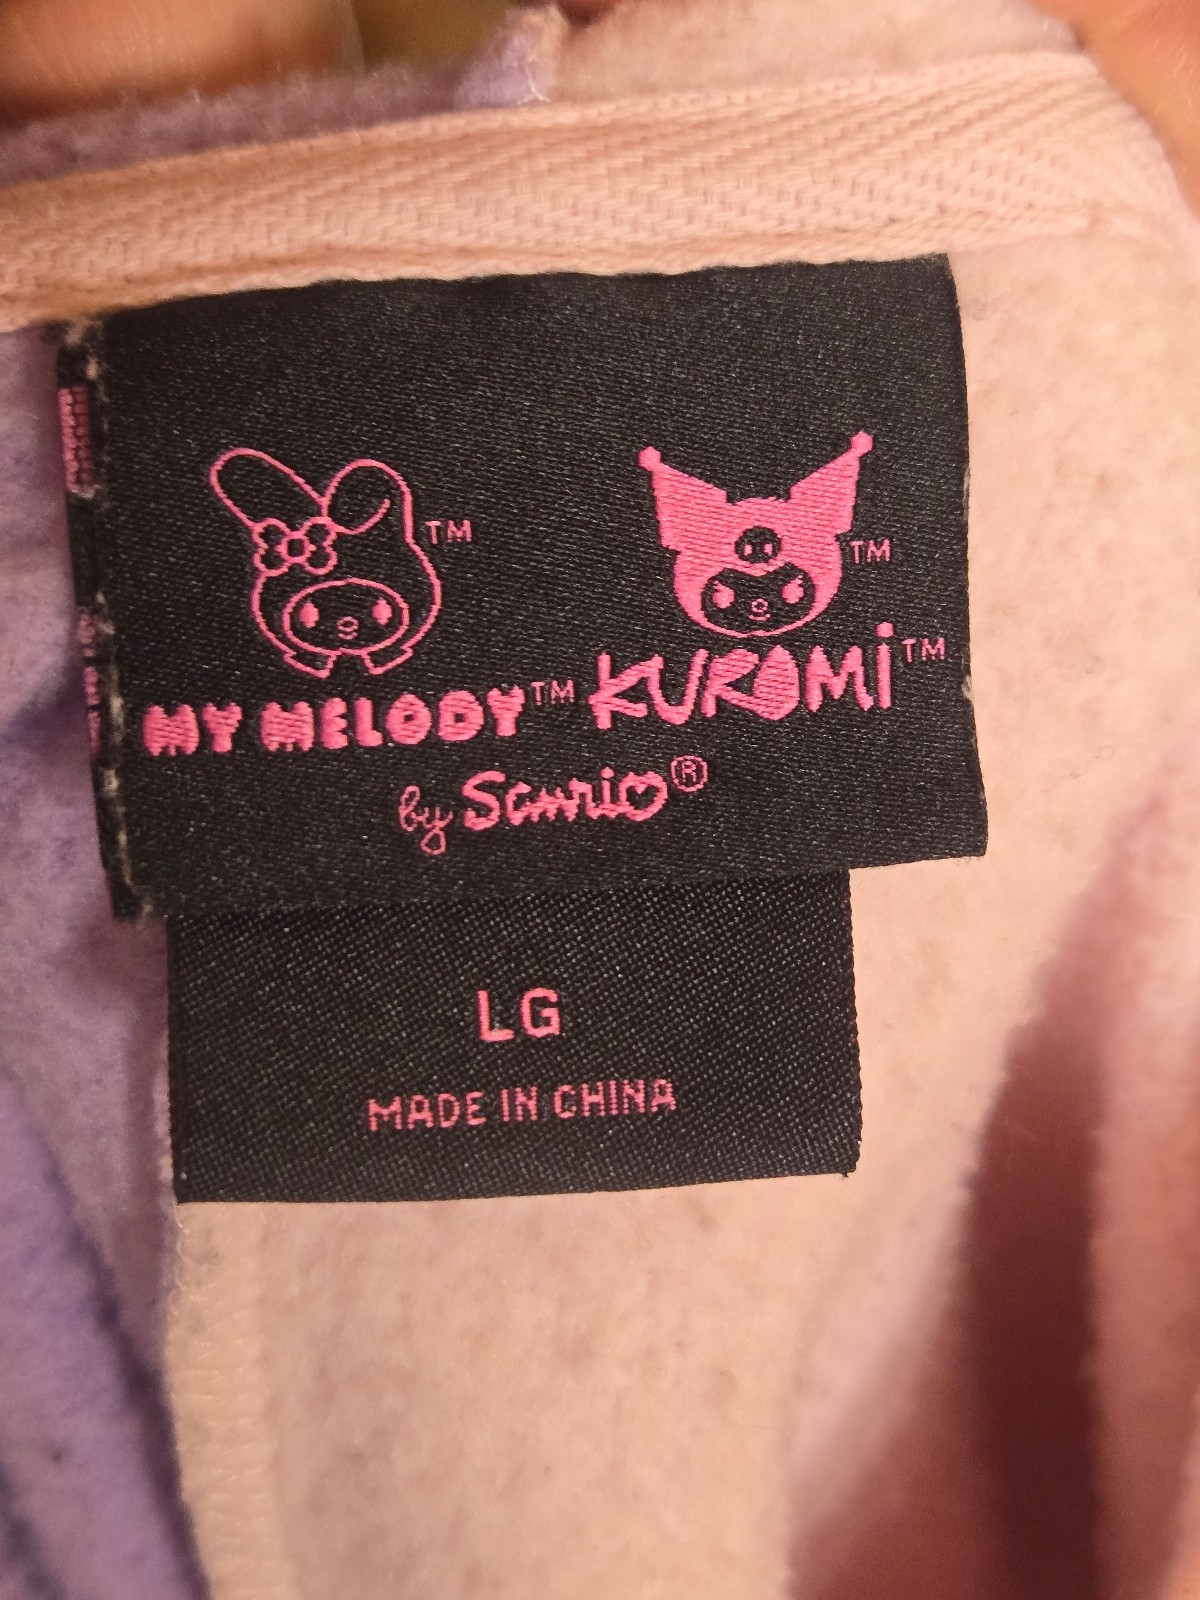 TM
TM
MY MELODY™ KUROMI™
by Sanrio®
LG
MADE IN CHINA